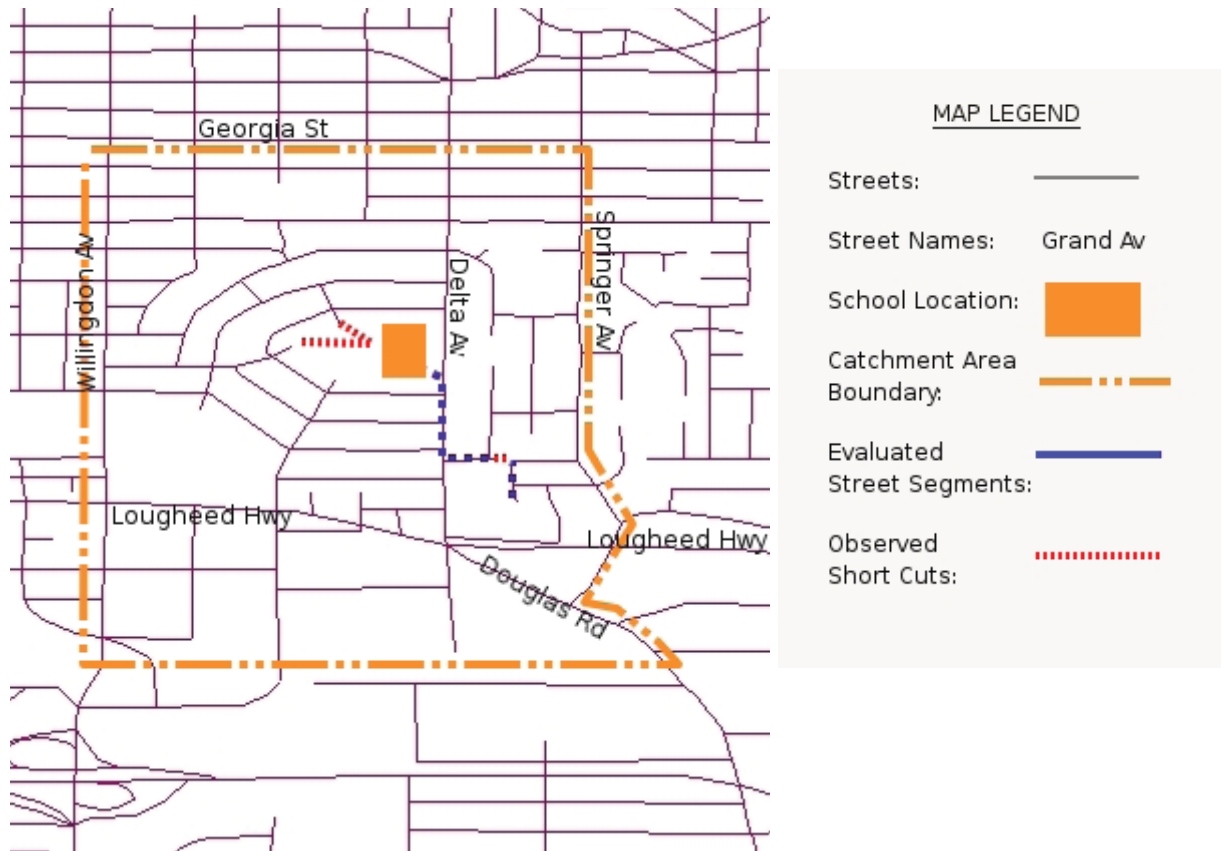 Georgia St
Willingdon Av
Delta Av
Springer Av
Lougheed Hwy
Lougheed Hwy
Douglas Rd
MAP LEGEND
Streets:
Street Names: Grand Av
School Location:
Catchment Area
Boundary:
Evaluated
Street Segments:
Observed
Short Cuts: